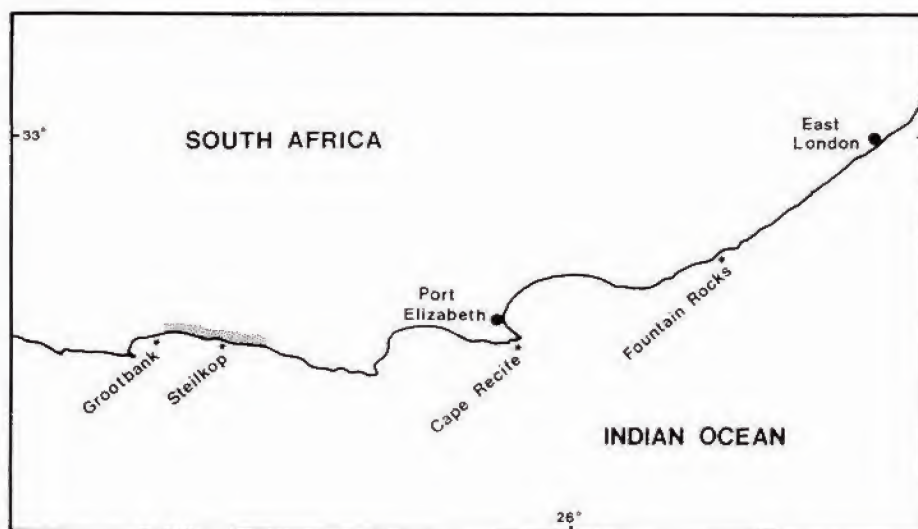 33°
SOUTH AFRICA
East
London
Port
Elizabeth
Grootbank
Steilkop
Cape Recife
Fountain Rocks
INDIAN OCEAN
26°